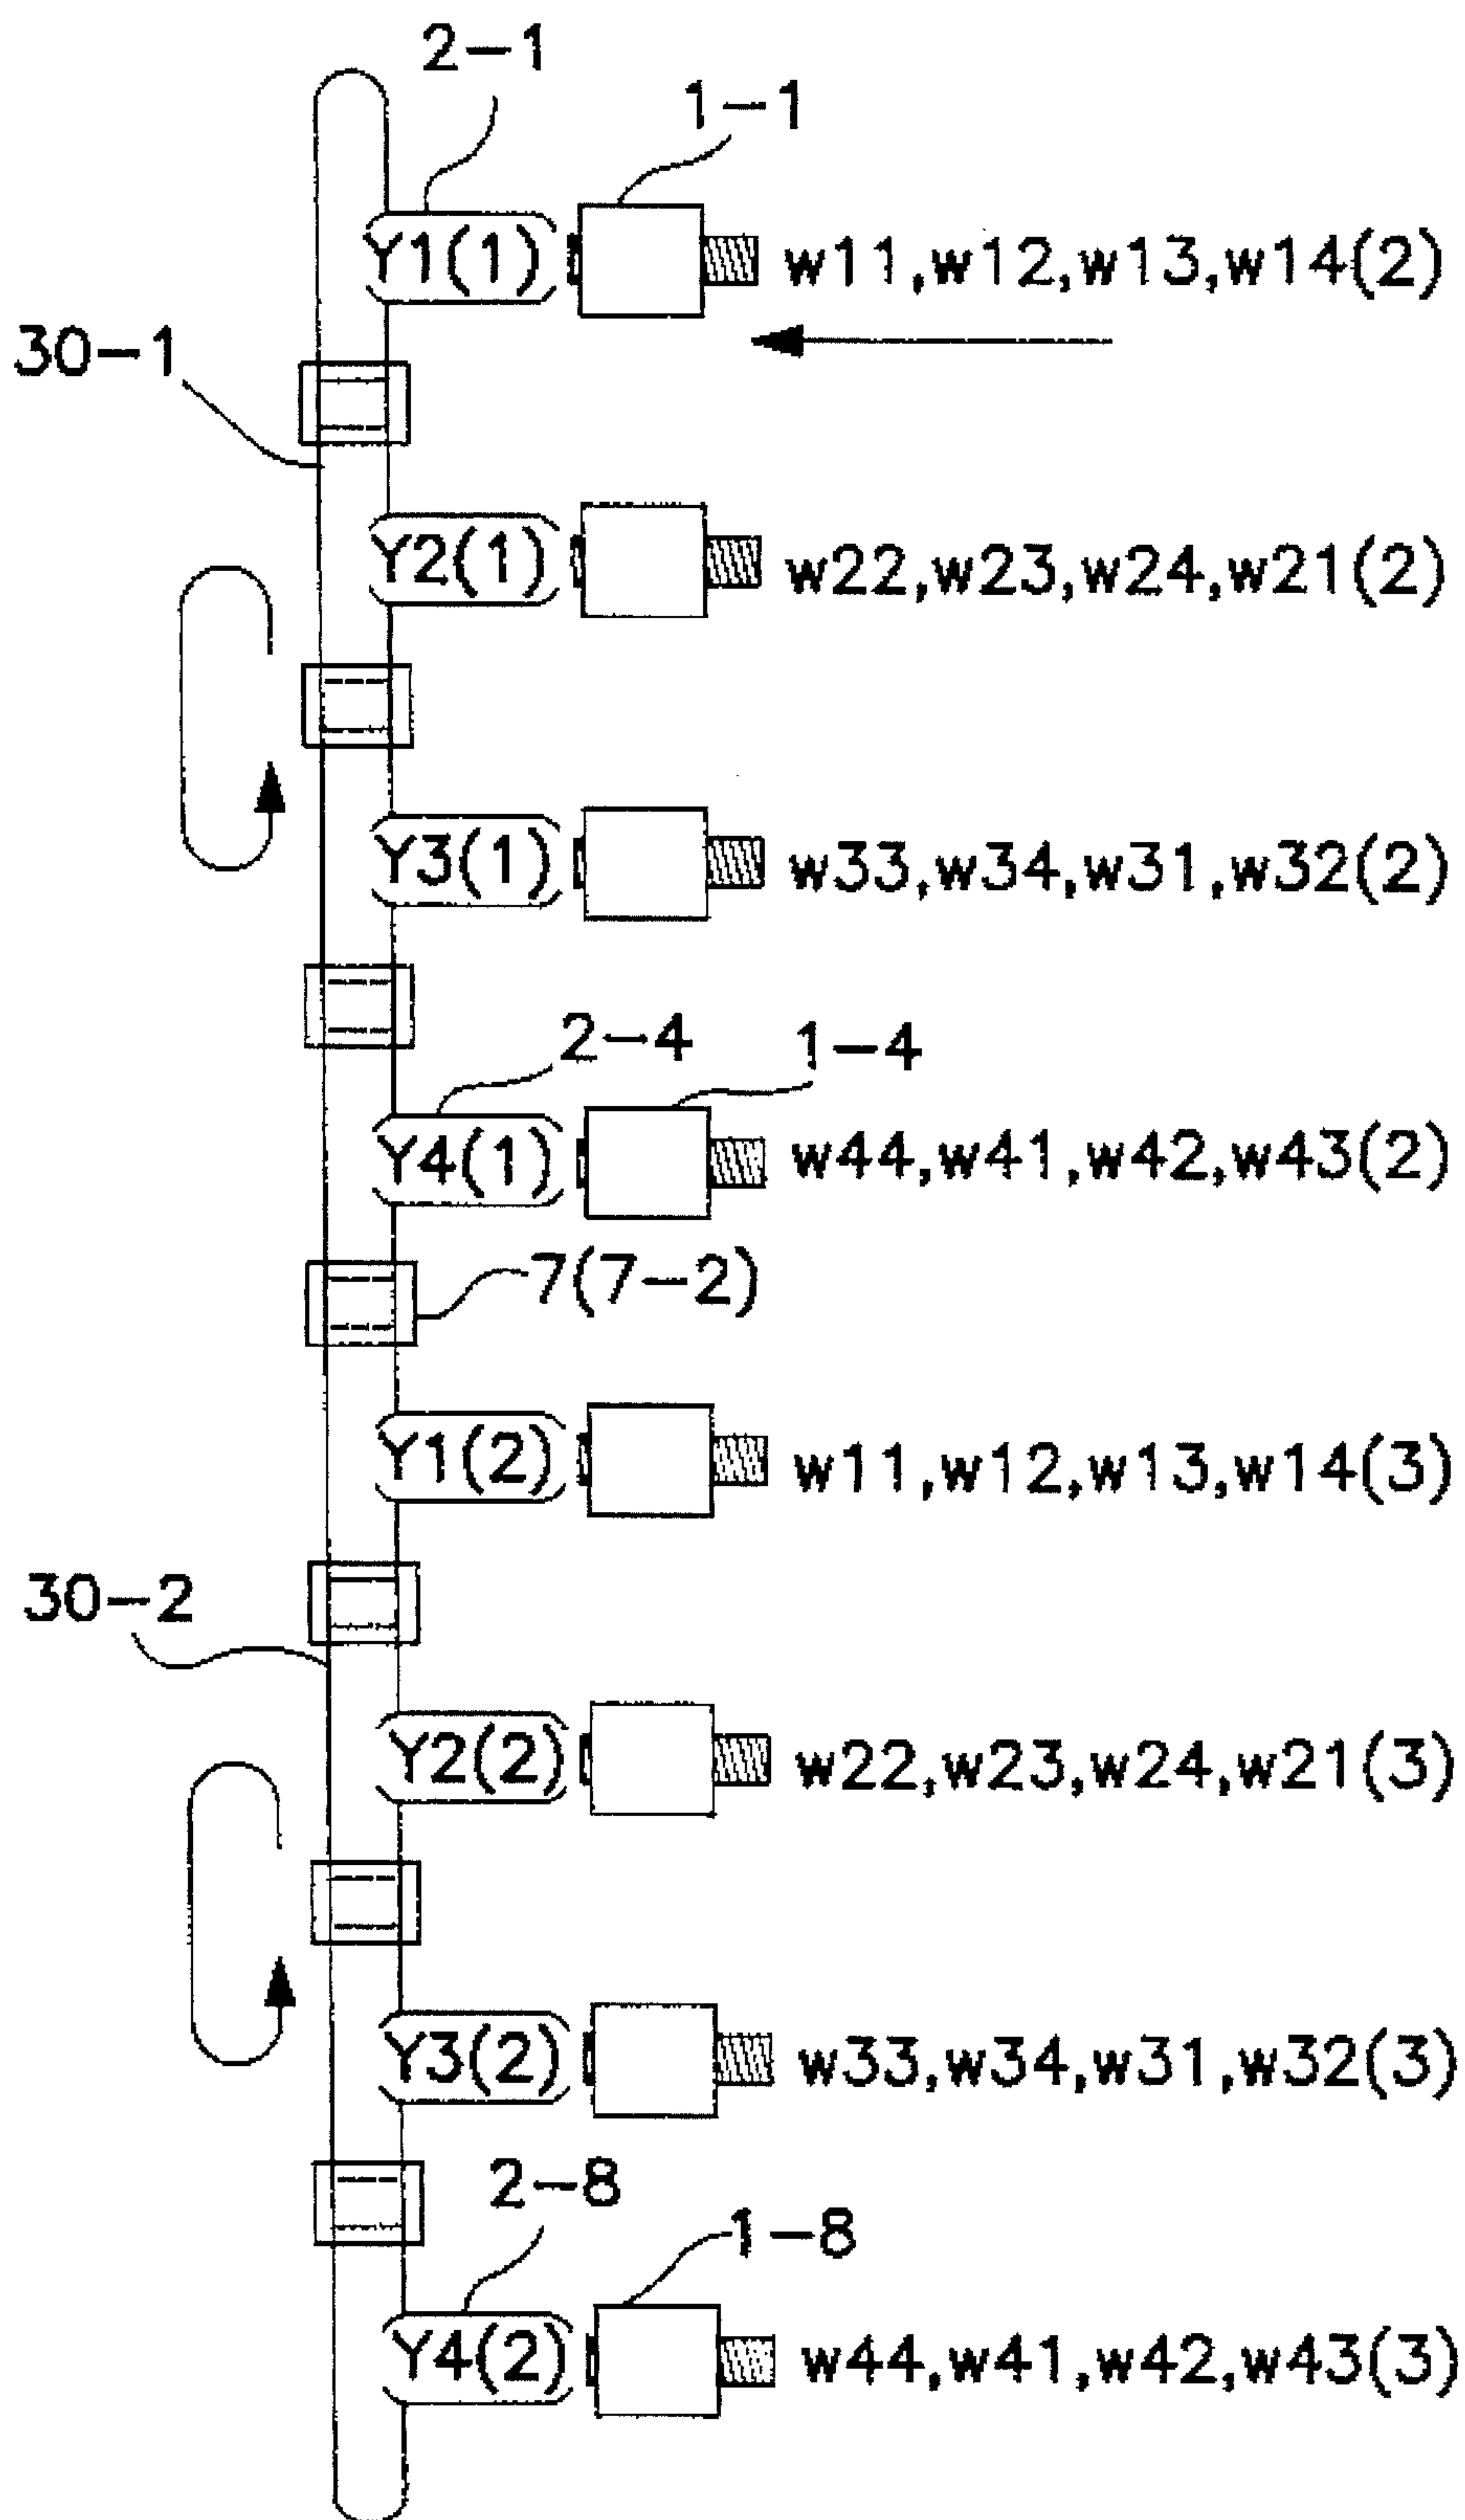 2-1
1-1
Y1(1)
w11,w12,w13,w14(2)
30-1
Y2(1)
w22,w23,w24,w21(2)
Y3(1)
w33,w34,w31,w32(2)
2-4
1-4
Y4(1)
w44,w41,w42,w43(2)
7(7-2)
Y1(2)
w11,w12,w13,w14(3)
30-2
Y2(2)
w22,w23,w24,w21(3)
Y3(2)
w33,w34,w31,w32(3)
2-8
1-8
Y4(2)
w44,w41,w42,w43(3)